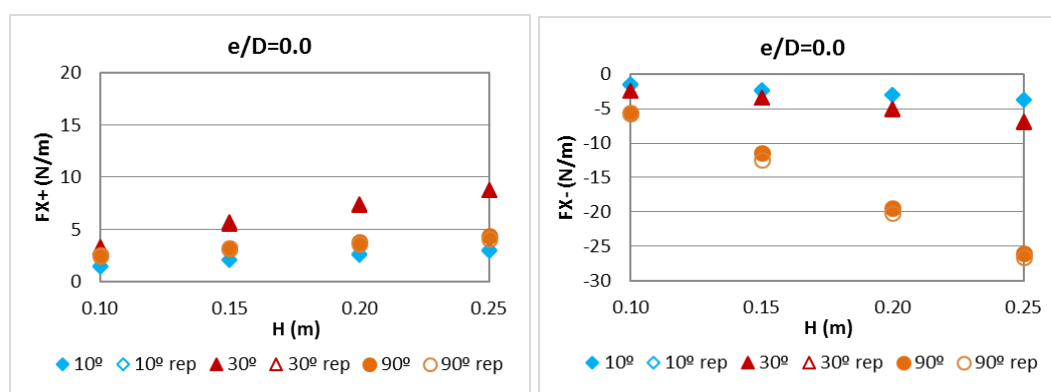 e/D=0.0
20
15
10
5
0
FX+ (N/m)
0.10 0.15 0.20 0.25
H (m)
10º 10º rep 30º 30º rep 90º 90º rep
e/D=0.0
0
-5
-10
-15
-20
-25
-30
FX- (N/m)
0.10 0.15 0.20 0.25
H (m)
10º 10º rep 30º 30º rep 90º 90º rep